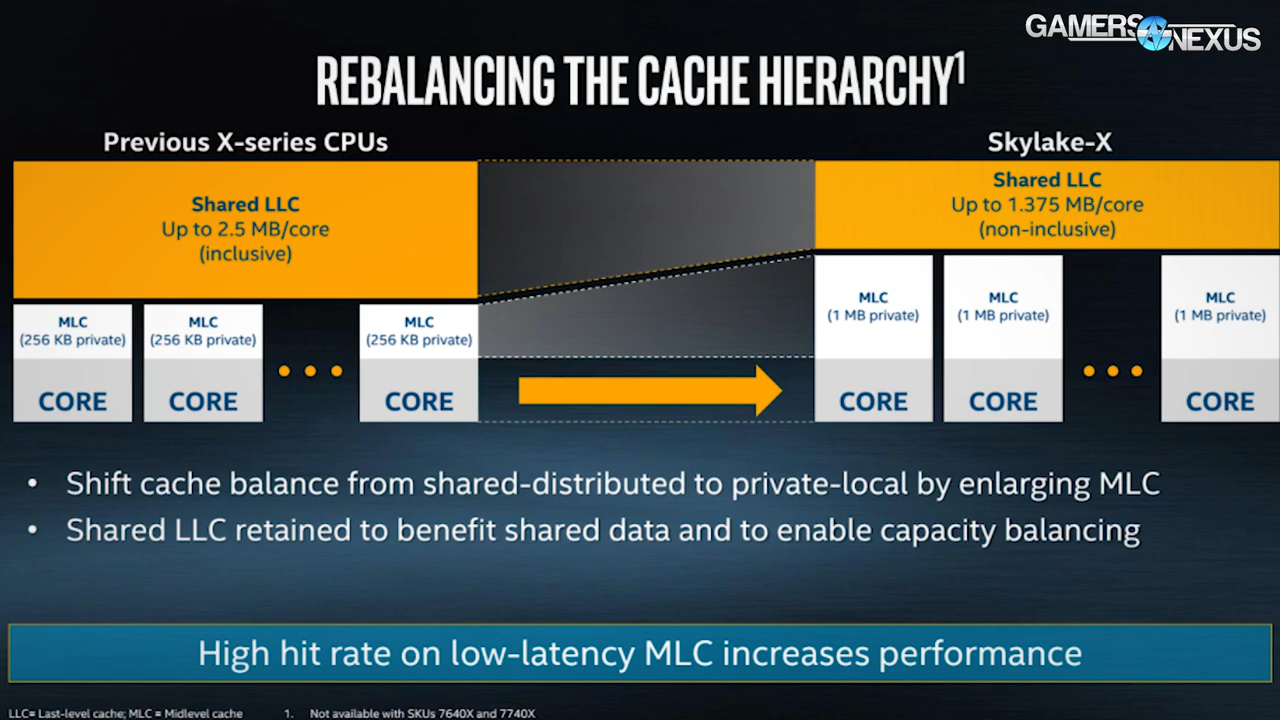 GAMERS NEXUS
REBALANCING THE CACHE HIERARCHY1
Previous X-series CPUs
Skylake-X
Shared LLC
Up to 2.5 MB/core
(inclusive)
Shared LLC
Up to 1.375 MB/core
(non-inclusive)
MLC
(256 KB private)
CORE
MLC
(256 KB private)
CORE
MLC
(256 KB private)
CORE
MLC
(1 MB private)
CORE
MLC
(1 MB private)
CORE
MLC
(1 MB private)
CORE
• Shift cache balance from shared-distributed to private-local by enlarging MLC
• Shared LLC retained to benefit shared data and to enable capacity balancing
High hit rate on low-latency MLC increases performance
LLC= Last-level cache; MLC = Midlevel cache 1. Not available with SKUs 7640X and 7740X